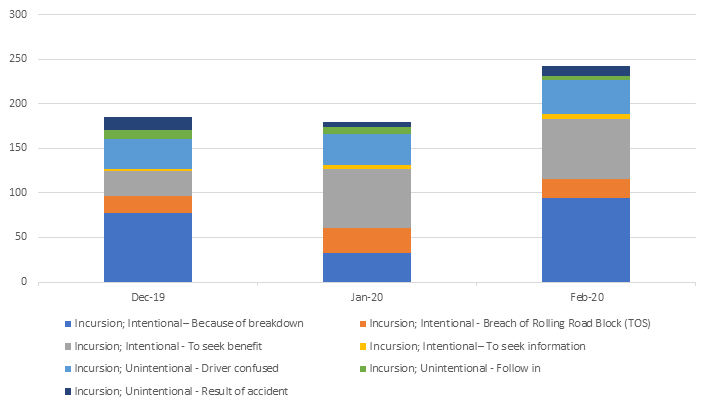 300
250
200
150
100
50
0
Dec-19 Jan-20 Feb-20
Incursion; Intentional– Because of breakdown Incursion; Intentional - Breach of Rolling Road Block (TOS)
Incursion; Intentional - To seek benefit Incursion; Intentional– To seek information
Incursion; Unintentional - Driver confused Incursion; Unintentional - Follow in
Incursion; Unintentional - Result of accident